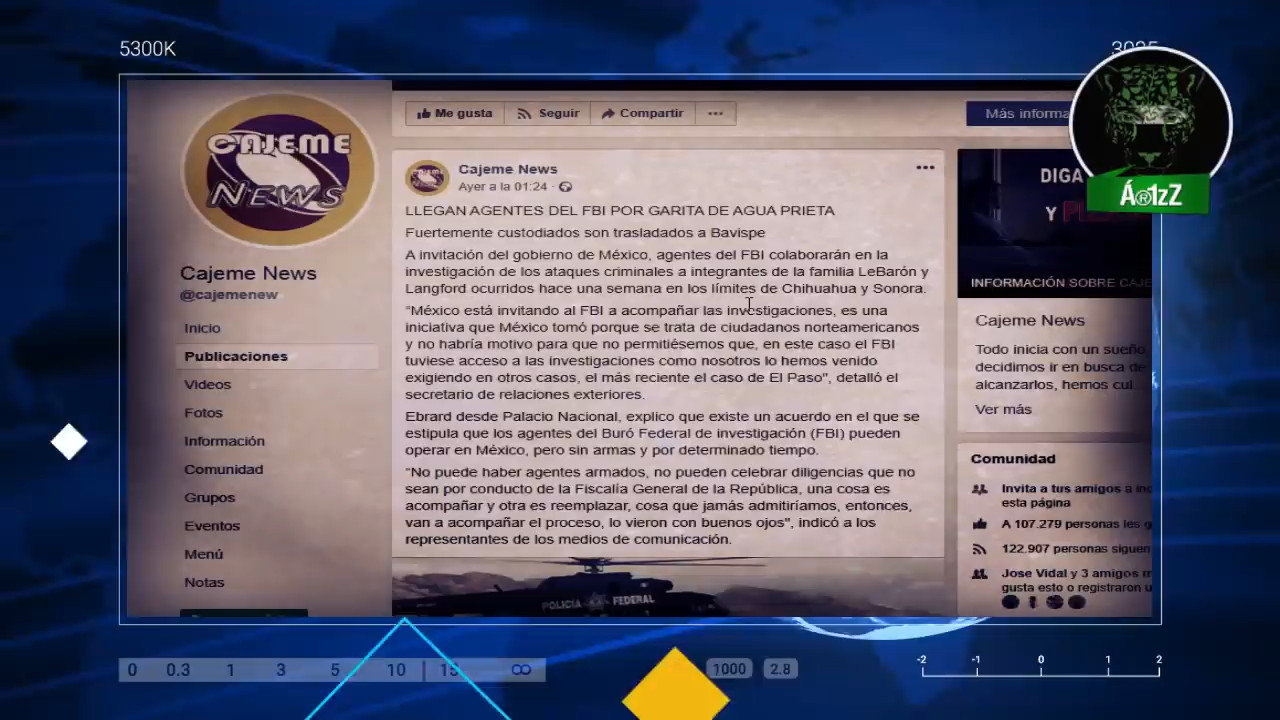 5300K
CAJEME
NEWS
Cajeme News
@cajemenew
Inicio
Publicaciones
Videos
Fotos
Información
Comunidad
Grupos
Eventos
Menú
Notas
Me gusta
Seguir
Compartir
Cajeme News
Ayer a la 01:24 ·
LLEGAN AGENTES DEL FBI POR GARITA DE AGUA PRIETA
Fuertemente custodiados son trasladados a Bavispe
A invitación del gobierno de México, agentes del FBI colaborarán en la
investigación de los ataques criminales a integrantes de la familia LeBarón y
Langford ocurridos hace una semana en los límites de Chihuahua y Sonora.
"México está invitando al FBI a acompañar las investigaciones, es una
iniciativa que México tomó porque se trata de ciudadanos norteamericanos
y no habría motivo para que no permitiésemos que, en este caso el FBI
tuviese acceso a las investigaciones como nosotros lo hemos venido
exigiendo en otros casos, el más reciente el caso de El Paso", detalló el
secretario de relaciones exteriores.
Ebrard desde Palacio Nacional, explico que existe un acuerdo en el que se
estipula que los agentes del Buró Federal de investigación (FBI) pueden
operar en México, pero sin armas y por determinado tiempo.
"No puede haber agentes armados, no pueden celebrar diligencias que no
sean por conducto de la Fiscalía General de la República, una cosa es
acompañar y otra es reemplazar, cosa que jamás admitiríamos, entonces,
van a acompañar el proceso, lo vieron con buenos ojos", indicó a los
representantes de los medios de comunicación.
POLICIA FEDERAL
Más informa
Á®1zZ
DIGA
Y
INFORMACIÓN SOBRE CAJE
Cajeme News
Todo inicia con un sueño
decidimos ir en busca de
alcanzarlos, hemos cul...
Ver más
Comunidad
Invita a tus amigos a in
esta página
A 107.279 personas les g
122.907 personas siguen
Jose Vidal y 3 amigos m
gusta esto o registraron u
0 0.3 1 3 5 10 15 ∞
1000 2.8
-2 -1 0 1 2